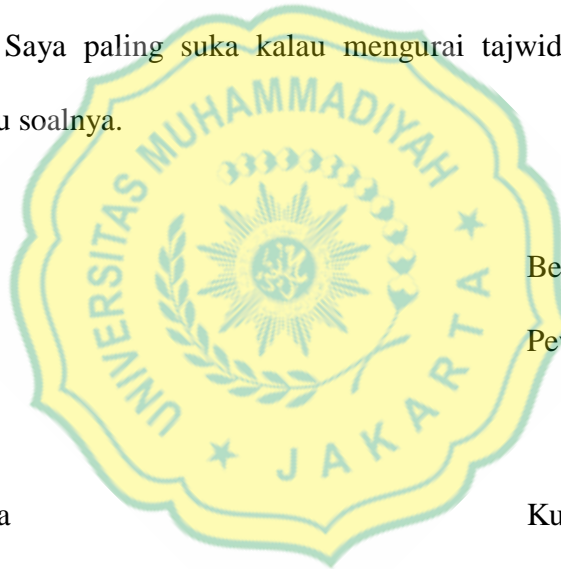 Saya paling suka kalau mengurai tajwid
u soalnya.
UNIVERSITAS MUHAMMADIYAH
Be
Pe
a
Ku
JAKARTA